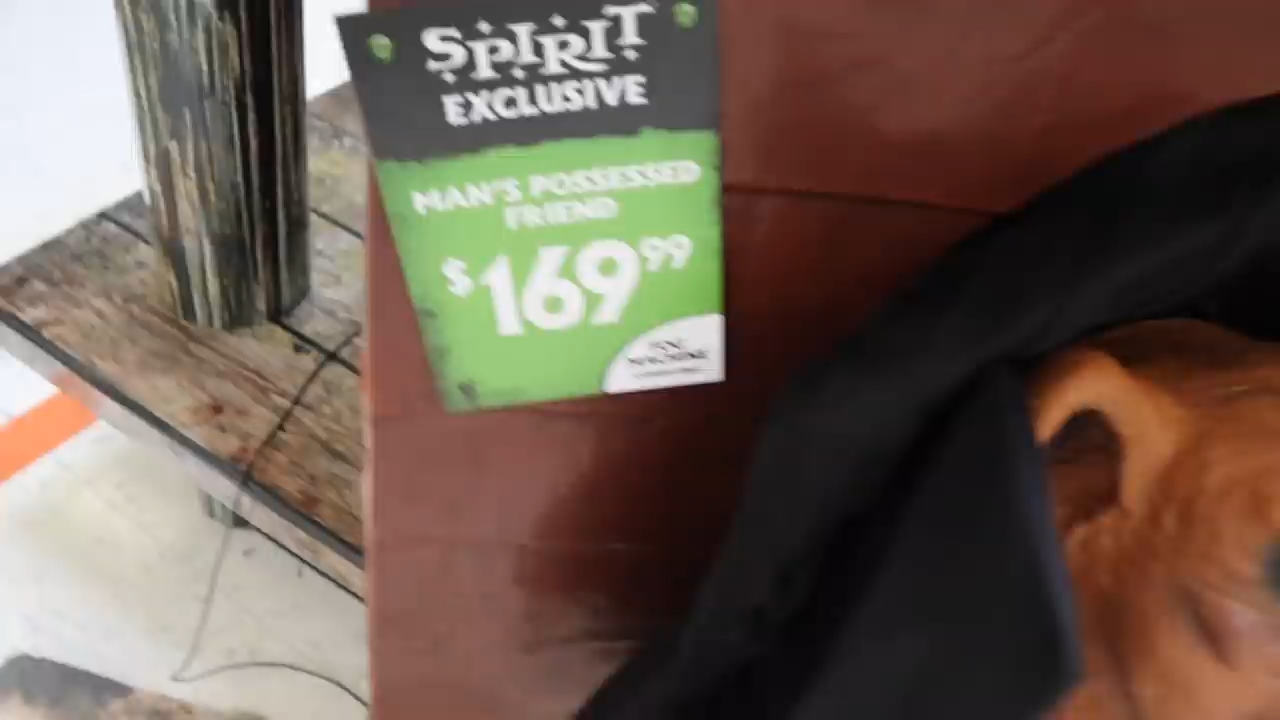 SPIRIT
EXCLUSIVE
MAN'S POSSESSED
FRIEND
$169.99